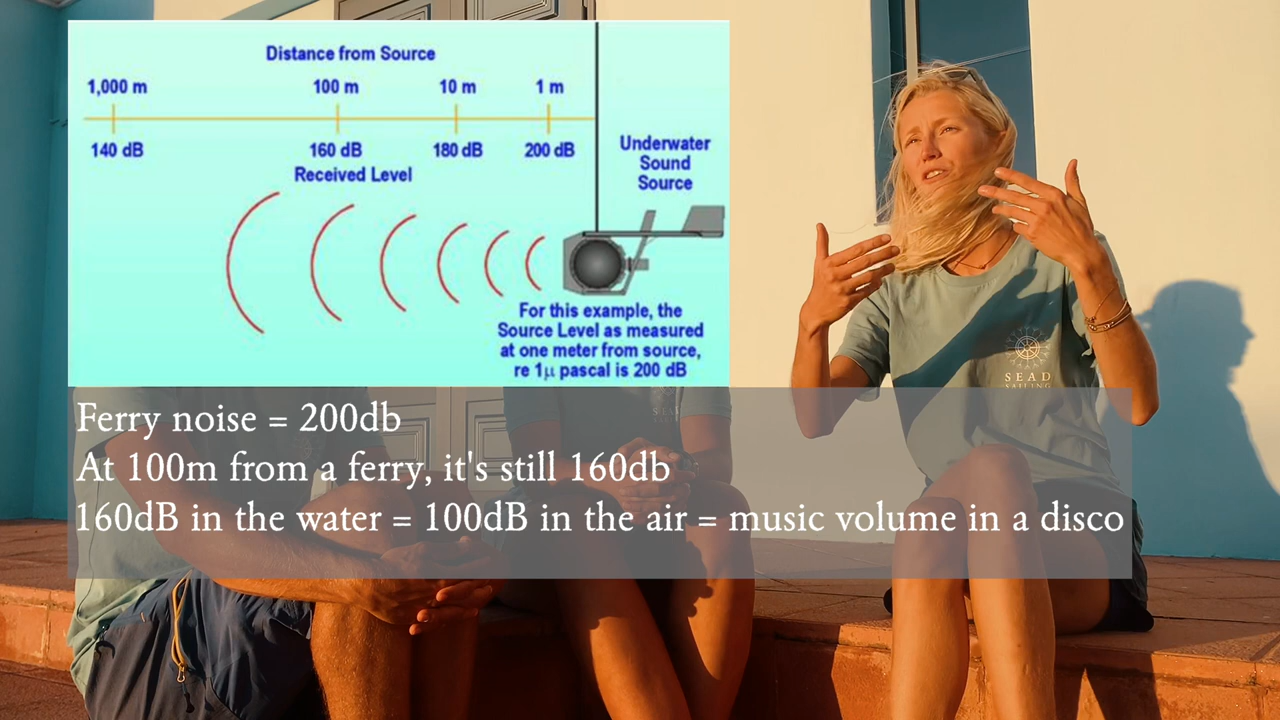 Distance from Source
1,000 m 100 m 10 m 1 m
140 dB 160 dB 180 dB 200 dB
Received Level
Underwater
Sound
Source
For this example, the
Source Level as measured
at one meter from source,
re 1µ pascal is 200 dB
SEAD
SAILING
Ferry noise = 200db
At 100m from a ferry, it's still 160db
160dB in the water = 100dB in the air = music volume in a disco